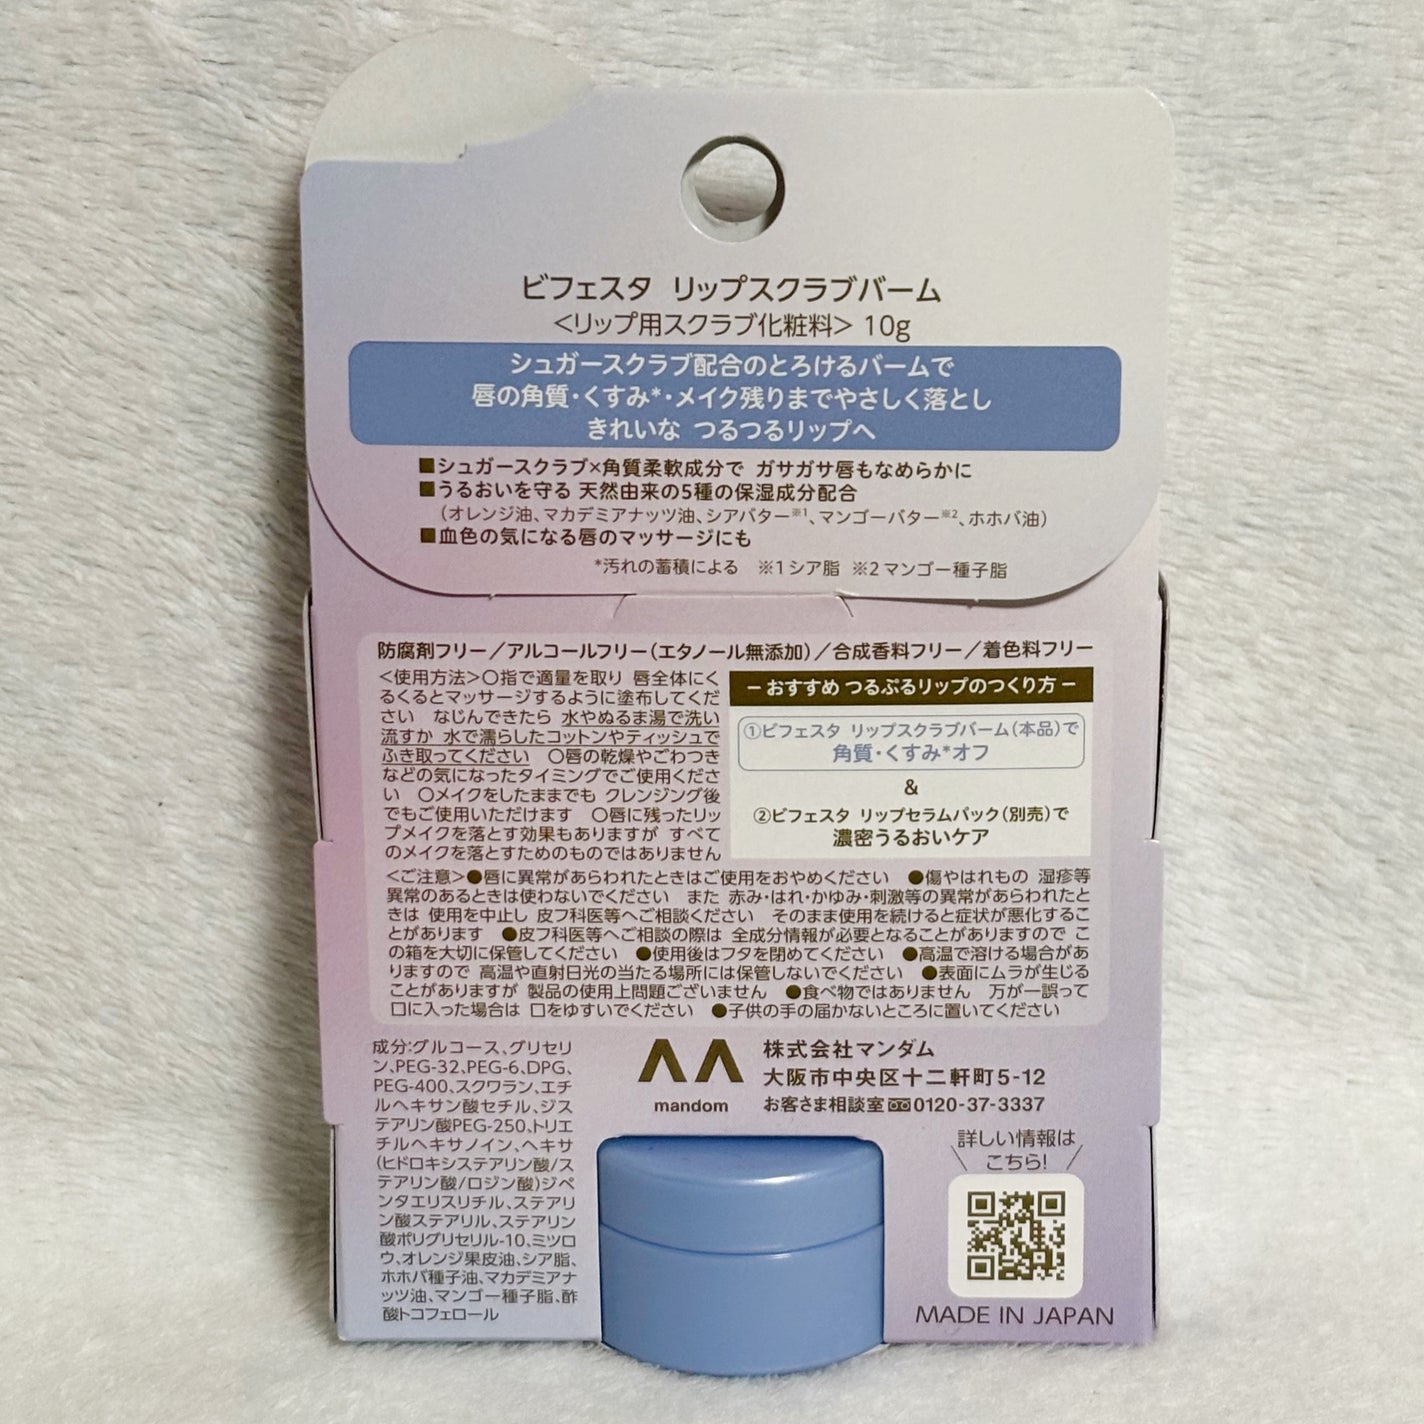 ビフェスタ リップスクラブバーム
＜リップ用スクラブ化粧料＞ 10g
シュガースクラブ配合のとろけるバームで
唇の角質・くすみ*・メイク残りまでやさしく落とし
きれいな つるつるリップへ
■シュガースクラブ×角質柔軟成分で ガサガサ唇もなめらかに
■うるおいを守る 天然由来の5種の保湿成分配合
（オレンジ油、マカデミアナッツ油、シアバター※1、マンゴーバター※2、ホホバ油）
■血色の気になる唇のマッサージにも
*汚れの蓄積による ※1 シア脂 ※2 マンゴー種子脂
防腐剤フリー／アルコールフリー（エタノール無添加）／合成香料フリー／着色料フリー
＜使用方法＞○指で適量を取り 唇全体にく
るくるとマッサージするように塗布してくだ
さい なじんできたら 水やぬるま湯で洗い
流すか 水で濡らしたコットンやティッシュで
ふき取ってください ○唇の乾燥やごわつき
などの気になったタイミングでご使用くださ
い ○メイクをしたままでも クレンジング後
でもご使用いただけます ○唇に残ったリッ
プメイクを落とす効果もありますが すべて
のメイクを落とすためのものではありません
－ おすすめ つるぷるリップのつくり方 －
①ビフェスタ リップスクラブバーム（本品）で
角質・くすみ*オフ
&
②ビフェスタ リップセラムパック（別売）で
濃密うるおいケア
＜ご注意＞●唇に異常があらわれたときはご使用をおやめください ●傷やはれもの 湿疹等
異常のあるときは使わないでください また 赤み・はれ・かゆみ・刺激等の異常があらわれたと
きは 使用を中止し 皮フ科医等へご相談ください そのまま使用を続けると症状が悪化するこ
とがあります ●皮フ科医等へご相談の際は 全成分情報が必要となることがありますので こ
の箱を大切に保管してください ●使用後はフタを閉めてください ●高温で溶ける場合があ
りますので 高温や直射日光の当たる場所には保管しないでください ●表面にムラが生じる
ことがありますが 製品の使用上問題ございません ●食べ物ではありません 万が一誤って
口に入った場合は 口をゆすいでください ●子供の手の届かないところに置いてください
成分：グルコース、グリセリ
ン、PEG-32、PEG-6、DPG、
PEG-400、スクワラン、エチ
ルヘキサン酸セチル、ジス
テアリン酸PEG-250、トリエ
チルヘキサノイン、ヘキサ
（ヒドロキシステアリン酸/ス
テアリン酸/ロジン酸）ジペ
ンタエリスリチル、ステアリ
ン酸ステアリル、ステアリン
酸ポリグリセリル-10、ミツロ
ウ、オレンジ果皮油、シア脂、
ホホバ種子油、マカデミアナ
ッツ油、マンゴー種子脂、酢
酸トコフェロール
mandom
株式会社マンダム
大阪市中央区十二軒町5-12
お客さま相談室 0120-37-3337
詳しい情報は
こちら！
MADE IN JAPAN